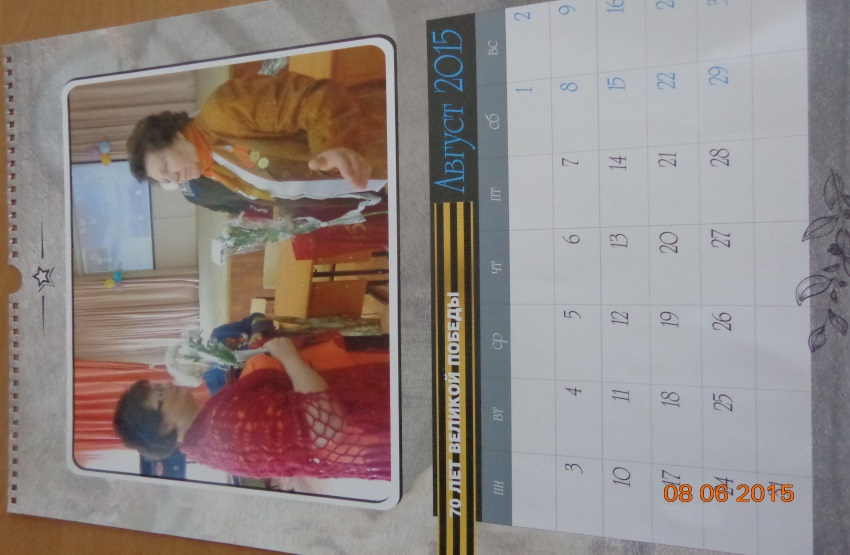 Август 2015
70 ЛЕТ ВЕЛИКОЙ ПОБЕДЫ
ПН ВТ СР ЧТ ПТ СБ ВС
1 2
3 4 5 6 7 8 9
10 11 12 13 14 15 16
17 18 19 20 21 22
24 25 26 27 28 29
08 06 2015